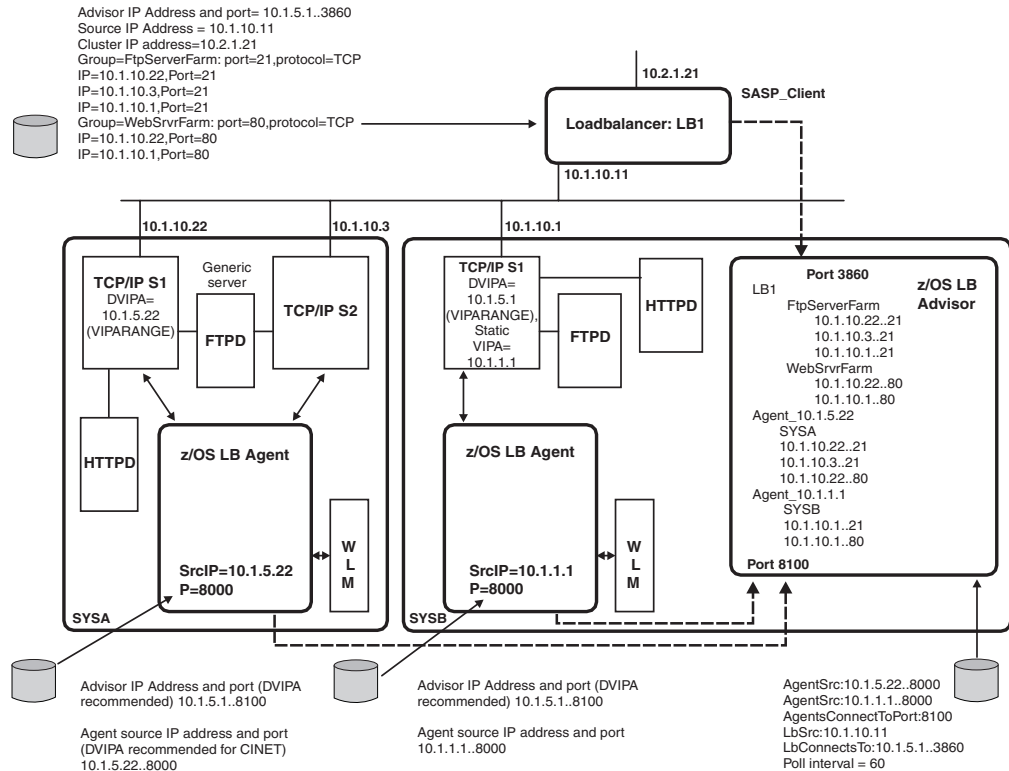 Advisor IP Address and port= 10.1.5.1..3860
Source IP Address = 10.1.10.11
Cluster IP address=10.2.1.21
Group=FtpServerFarm: port=21,protocol=TCP
IP=10.1.10.22,Port=21
IP=10.1.10.3,Port=21
IP=10.1.10.1,Port=21
Group=WebSrvrFarm: port=80,protocol=TCP
IP=10.1.10.22,Port=80
IP=10.1.10.1,Port=80
10.2.1.21
SASP_Client
Loadbalancer: LB1
10.1.10.11
10.1.10.22
10.1.10.3
10.1.10.1
TCP/IP S1
DVIPA=
10.1.5.22
(VIPARANGE)
Generic
server
FTPD
TCP/IP S2
HTTPD
z/OS LB Agent
SrcIP=10.1.5.22
P=8000
W
L
M
SYSA
TCP/IP S1
DVIPA=
10.1.5.1
(VIPARANGE),
Static
VIPA=
10.1.1.1
FTPD
HTTPD
z/OS LB Agent
SrcIP=10.1.1.1
P=8000
W
L
M
SYSB
Port 3860
z/OS LB
Advisor
LB1
FtpServerFarm
10.1.10.22..21
10.1.10.3..21
10.1.10.1..21
WebSrvrFarm
10.1.10.22..80
10.1.10.1..80
Agent_10.1.5.22
SYSA
10.1.10.22..21
10.1.10.3..21
10.1.10.22..80
Agent_10.1.1.1
SYSB
10.1.10.1..21
10.1.10.1..80
Port 8100
Advisor IP Address and port (DVIPA
recommended) 10.1.5.1..8100
Agent source IP address and port
(DVIPA recommended for CINET)
10.1.5.22..8000
Advisor IP Address and port (DVIPA
recommended) 10.1.5.1..8100
Agent source IP address and port
10.1.1.1..8000
AgentSrc:10.1.5.22..8000
AgentSrc:10.1.1.1..8000
AgentsConnectToPort:8100
LbSrc:10.1.10.11
LbConnectsTo:10.1.5.1..3860
Poll interval = 60